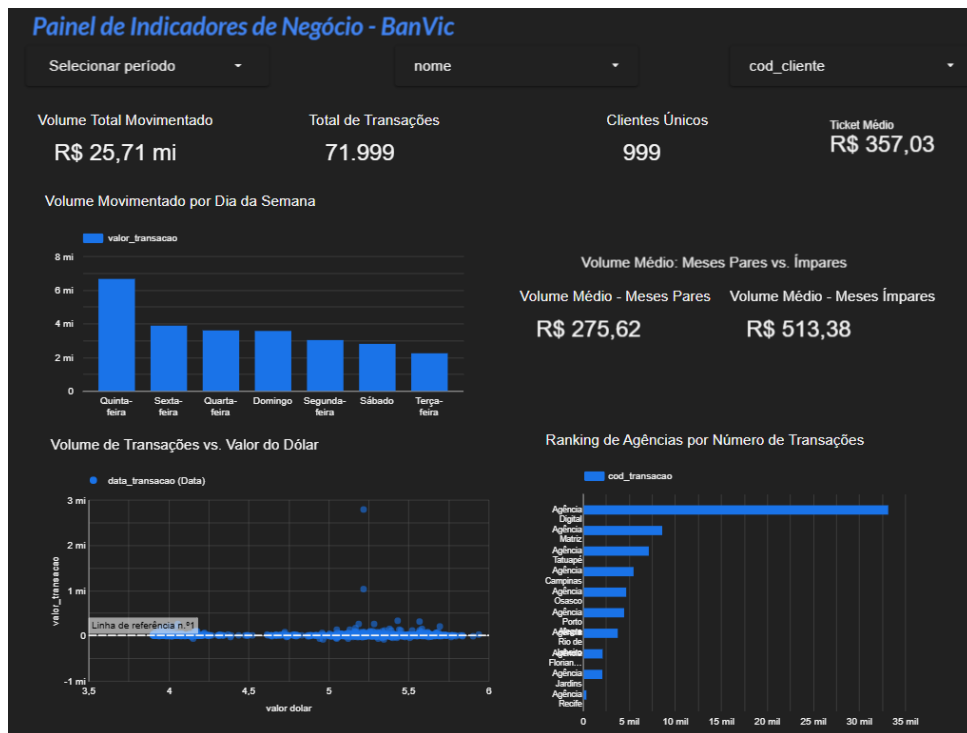 Painel de Indicadores de Negócio - BanVic
Selecionar período
nome
cod_cliente
Volume Total Movimentado
R$ 25,71 mi
Total de Transações
71.999
Clientes Únicos
999
Ticket Médio
R$ 357,03
Volume Movimentado por Dia da Semana
valor_transacao
8 mi
6 mi
4 mi
2 mi
0
Quinta-
feira
Sexta-
feira
Quarta-
feira
Domingo
Segunda-
feira
Sábado
Terça-
feira
Volume Médio: Meses Pares vs. Ímpares
Volume Médio - Meses Pares
R$ 275,62
Volume Médio - Meses Ímpares
R$ 513,38
Volume de Transações vs. Valor do Dólar
data_transacao (Data)
valor_transacao
3 mi
2 mi
1 mi
0
-1 mi
Linha de referência n.º1
3,5
4
4,5
5
5,5
6
valor dolar
Ranking de Agências por Número de Transações
cod_transacao
Agência
Digital
Agência
Matriz
Agência
Tatuapé
Agência
Campinas
Agência
Osasco
Agência
Porto
Rio de
Florian...
Agência
Jardins
Agência
Recife
0
5 mil
10 mil
15 mil
20 mil
25 mil
30 mil
35 mil